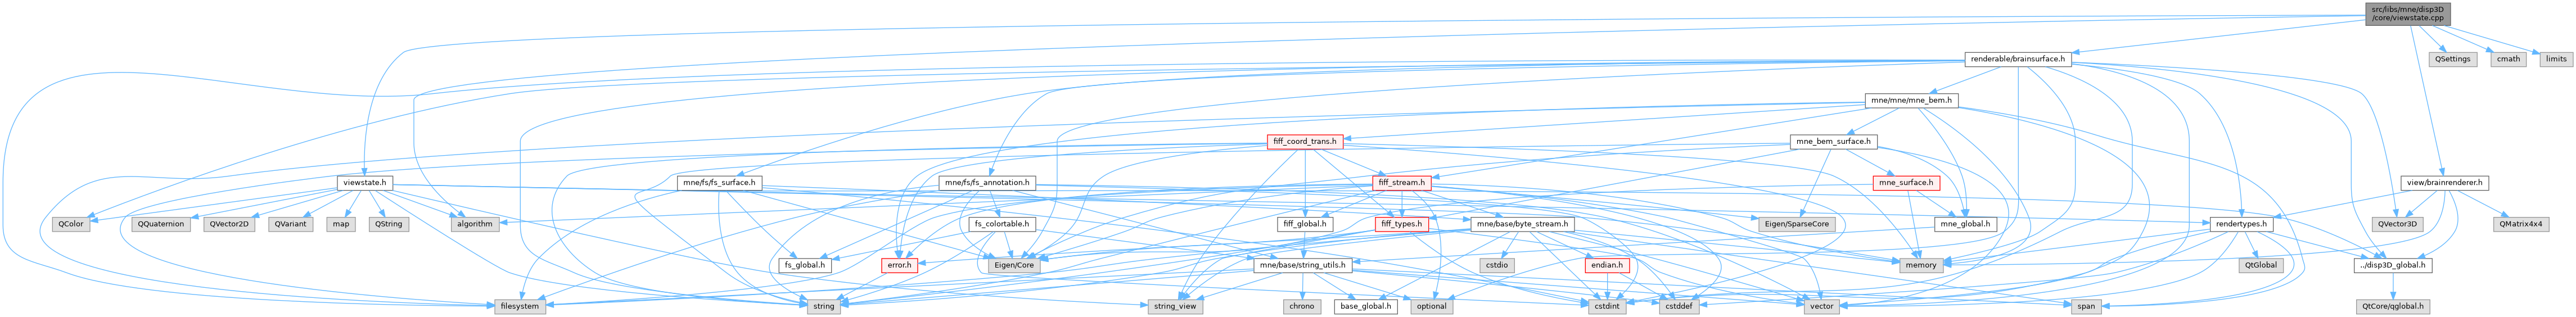 src/libs/mne/disp3D
/core/viewstate.cpp
renderable/brainsurface.h
QSettings
cmath
limits
mne/mne/mne_bem.h
fiff_coord_trans.h
mne_bem_surface.h
viewstate.h
mne/fs/fs_surface.h
mne/fs/fs_annotation.h
fiff_stream.h
mne_surface.h
view/brainrenderer.h
QColor
QQuaternion
QVector2D
QVariant
map
QString
algorithm
fs_colortable.h
fiff_global.h
fiff_types.h
mne/base/byte_stream.h
Eigen/SparseCore
mne_global.h
rendertypes.h
QVector3D
QMatrix4x4
fs_global.h
error.h
Eigen/Core
mne/base/string_utils.h
cstdio
endian.h
memory
QtGlobal
../disp3D_global.h
filesystem
string
string_view
chrono
base_global.h
optional
cstdint
cstddef
vector
span
QtCore/qglobal.h